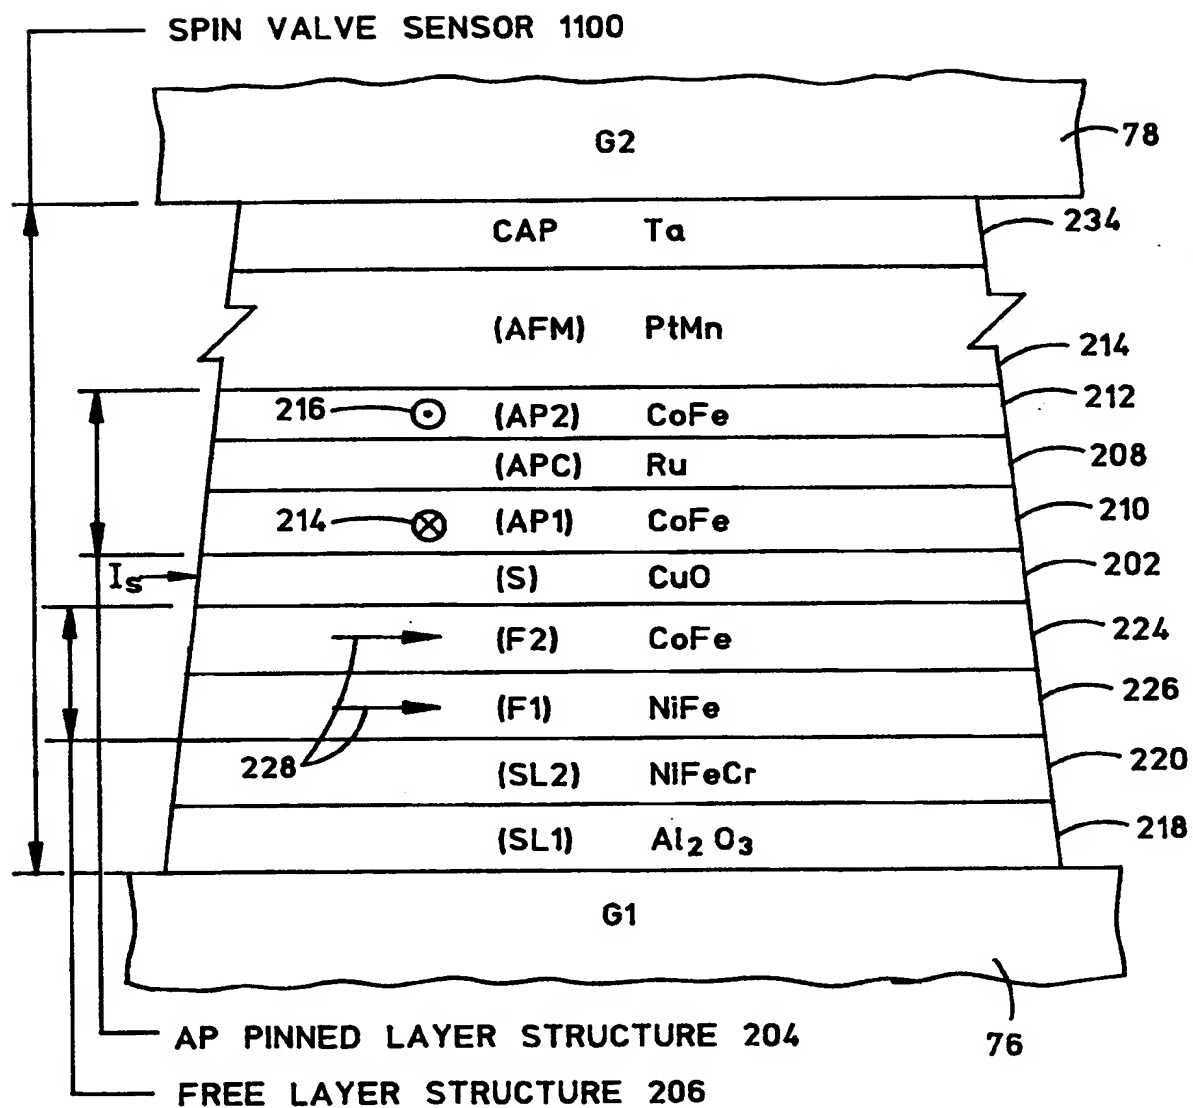 SPIN VALVE SENSOR 1100
G2
78
CAP Ta
234
(AFM) PtMn
214
212
216 (AP2) CoFe
(APC) Ru
208
214 (AP1) CoFe
210
Is (S) CuO
202
(F2) CoFe
224
(F1) NiFe
226
228
(SL2) NiFeCr
220
(SL1) Al2O3
218
G1
76
AP PINNED LAYER STRUCTURE 204
FREE LAYER STRUCTURE 206